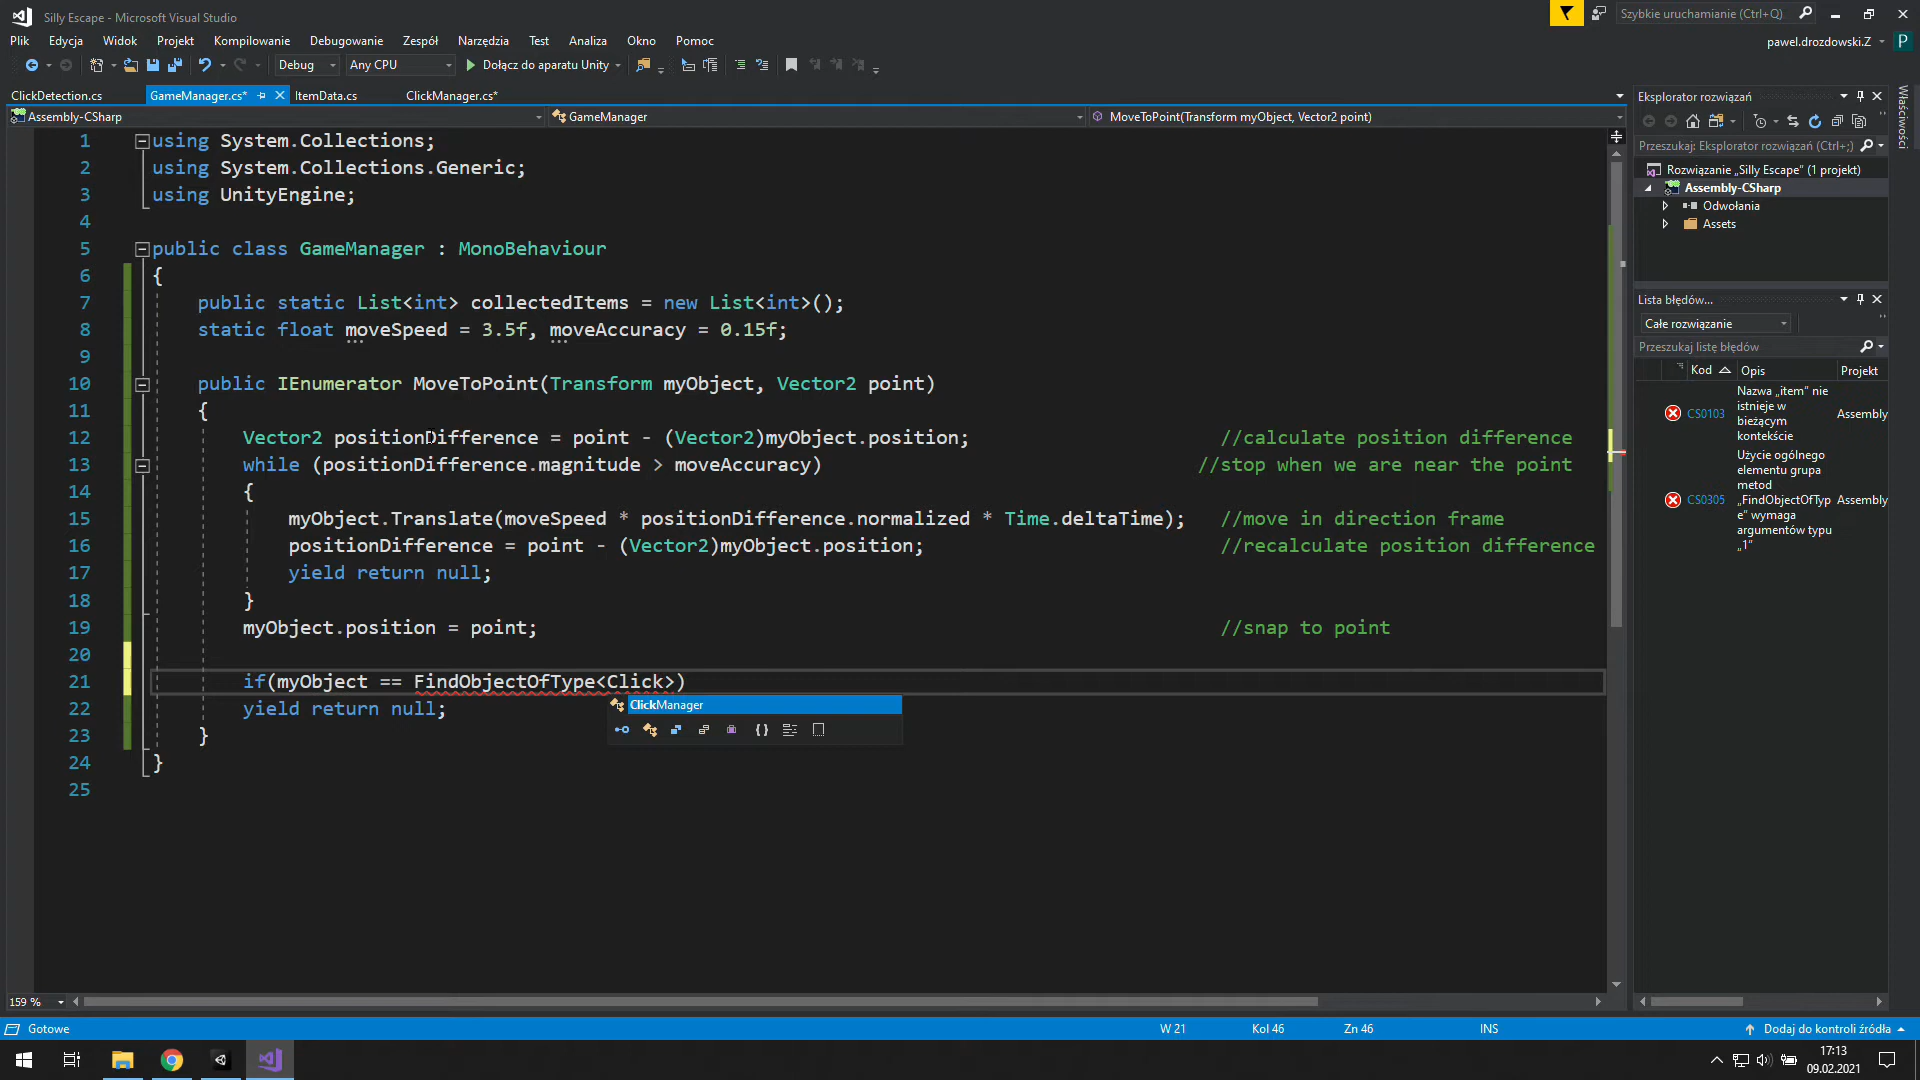 Silly Escape - Microsoft Visual Studio
Szybkie uruchamianie (Ctrl+Q)
Plik Edycja Widok Projekt Kompilowanie Debugowanie Zespół Narzędzia Test Analiza Okno Pomoc
pawel.drozdowski.Z P
Debug Any CPU Dołącz do aparatu Unity
ClickDetection.cs GameManager.cs* ItemData.cs ClickManager.cs*
Assembly-CSharp GameManager MoveToPoint(Transform myObject, Vector2 point)
1 using System.Collections;
2 using System.Collections.Generic;
3 using UnityEngine;
4
5 public class GameManager : MonoBehaviour
6 {
7 public static List<int> collectedItems = new List<int>();
8 static float moveSpeed = 3.5f, moveAccuracy = 0.15f;
9
10 public IEnumerator MoveToPoint(Transform myObject, Vector2 point)
11 {
12 Vector2 positionDifference = point - (Vector2)myObject.position; //calculate position difference
13 while (positionDifference.magnitude > moveAccuracy) //stop when we are near the point
14 {
15 myObject.Translate(moveSpeed * positionDifference.normalized * Time.deltaTime); //move in direction frame
16 positionDifference = point - (Vector2)myObject.position; //recalculate position difference
17 yield return null;
18 }
19 myObject.position = point; //snap to point
20
21 if(myObject == FindObjectOfType<Click>)
ClickManager
22 yield return null;
23 }
24 }
25
Eksplorator rozwiązań
Przeszukaj: Eksplorator rozwiązań (Ctrl+;)
Rozwiązanie „Silly Escape" (1 projekt)
Assembly-CSharp
Odwołania
Assets
Właściwości
Lista błędów...
Całe rozwiązanie
Przeszukaj listę błędów
Kod Opis Projekt
CS0103 Nazwa „item" nie istnieje w bieżącym kontekście Assembly
CS0305 Użycie ogólnego elementu grupa metod „FindObjectOfType" wymaga argumentów typu „1" Assembly
159 %
Gotowe W 21 Kol 46 Zn 46 INS Dodaj do kontroli źródła
17:13
09.02.2021